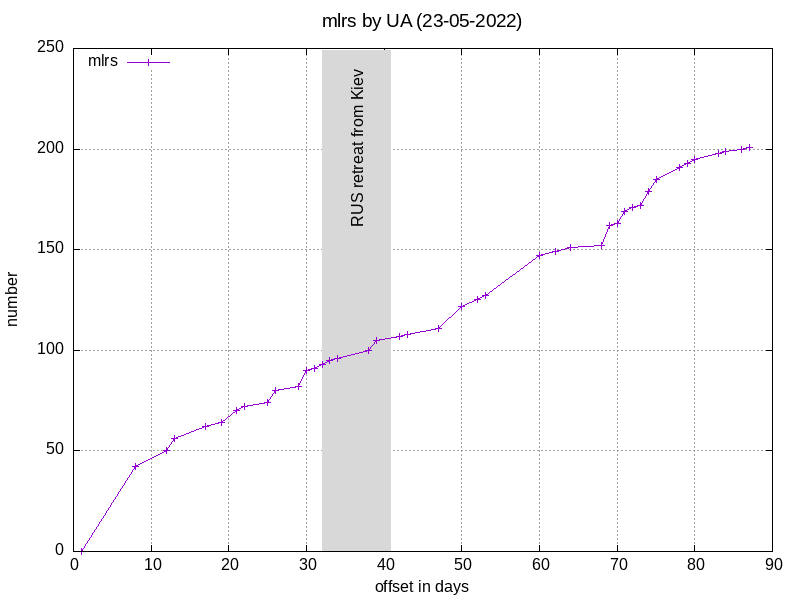 mlrs by UA (23-05-2022)
250
mlrs
RUS retreat from Kiev
200
150
number
100
50
0
0 10 20 30 40 50 60 70 80 90
offset in days